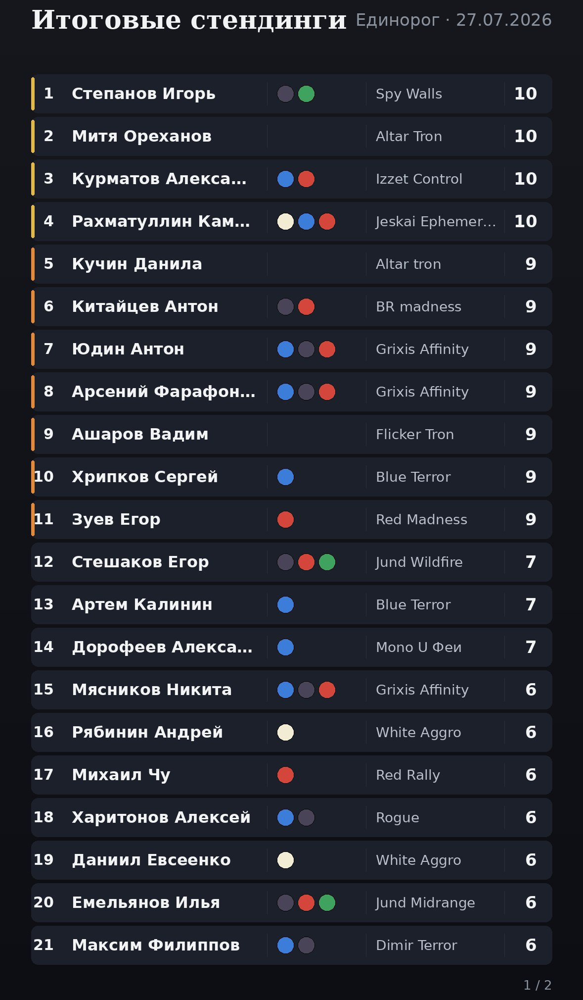 Итоговые стендинги Единорог · 27.07.2026
1 Степанов Игорь Spy Walls 10
2 Митя Ореханов Altar Tron 10
3 Курматов Алекса... Izzet Control 10
4 Рахматуллин Кам... Jeskai Ephemer... 10
5 Кучин Данила Altar tron 9
6 Китайцев Антон BR madness 9
7 Юдин Антон Grixis Affinity 9
8 Арсений Фарафон... Grixis Affinity 9
9 Ашаров Вадим Flicker Tron 9
10 Хрипков Сергей Blue Terror 9
11 Зуев Егор Red Madness 9
12 Стешаков Егор Jund Wildfire 7
13 Артем Калинин Blue Terror 7
14 Дорофеев Алекса... Mono U Феи 7
15 Мясников Никита Grixis Affinity 6
16 Рябинин Андрей White Aggro 6
17 Михаил Чу Red Rally 6
18 Харитонов Алексей Rogue 6
19 Даниил Евсеенко White Aggro 6
20 Емельянов Илья Jund Midrange 6
21 Максим Филиппов Dimir Terror 6
1 / 2